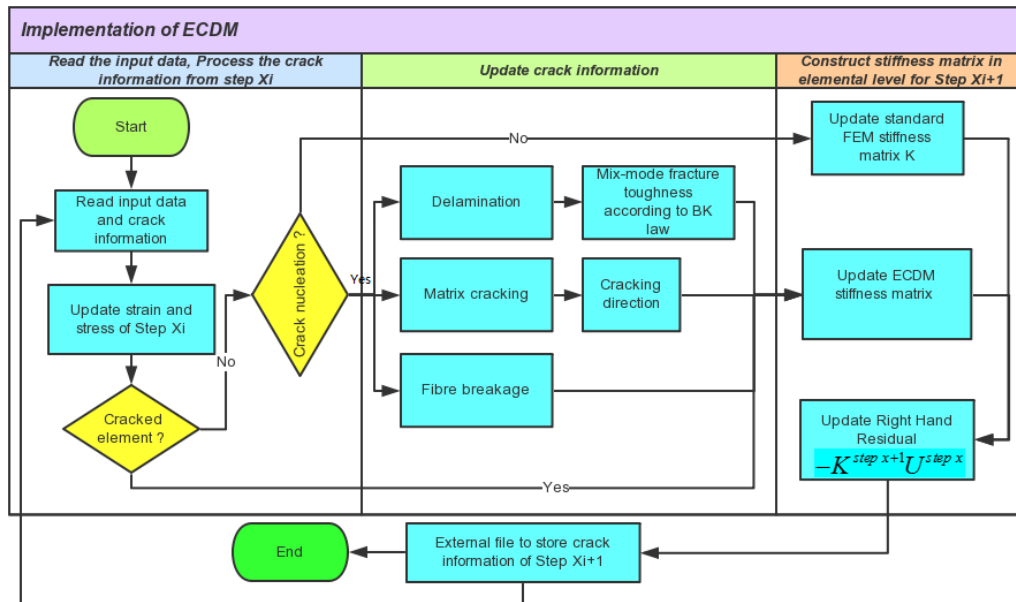 Implementation of ECDM
Read the input data, Process the crack
information from step Xi
Update crack information
Construct stiffness matrix in
elemental level for Step Xi+1
Start
Read input data
and crack
information
Update strain and
stress of Step Xi
No
Cracked
element ?
Crack nucleation ?
Yes
No
Delamination
Mix-mode fracture
toughness
according to BK
law
Matrix cracking
Cracking
direction
Fibre breakage
Yes
Update standard
FEM stiffness
matrix K
Update ECDM
stiffness matrix
Update Right Hand
Residual
−K^{step x+1}U^{step x}
End
External file to store crack
information of Step Xi+1